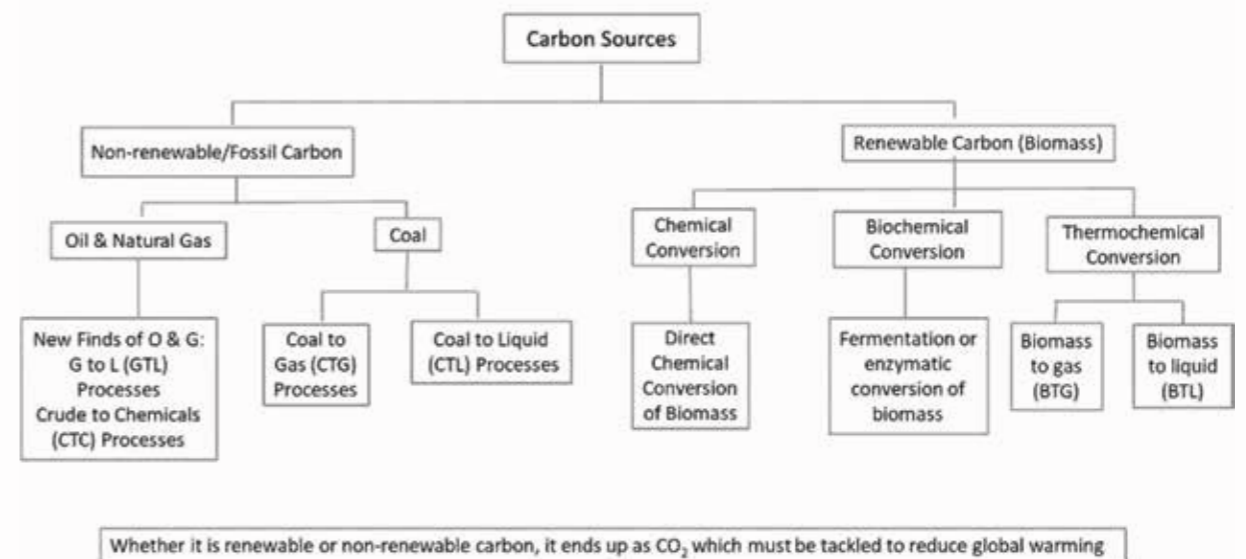 Carbon Sources
Non-renewable/Fossil Carbon
Renewable Carbon (Biomass)
Oil & Natural Gas
Coal
Chemical
Conversion
Biochemical
Conversion
Thermochemical
Conversion
New Finds of O & G:
G to L (GTL)
Processes
Crude to Chemicals
(CTC) Processes
Coal to
Gas (CTG)
Processes
Coal to Liquid
(CTL) Processes
Direct
Chemical
Conversion
of Biomass
Fermentation or
enzymatic
conversion of
biomass
Biomass
to gas
(BTG)
Biomass
to liquid
(BTL)
Whether it is renewable or non-renewable carbon, it ends up as CO₂ which must be tackled to reduce global warming